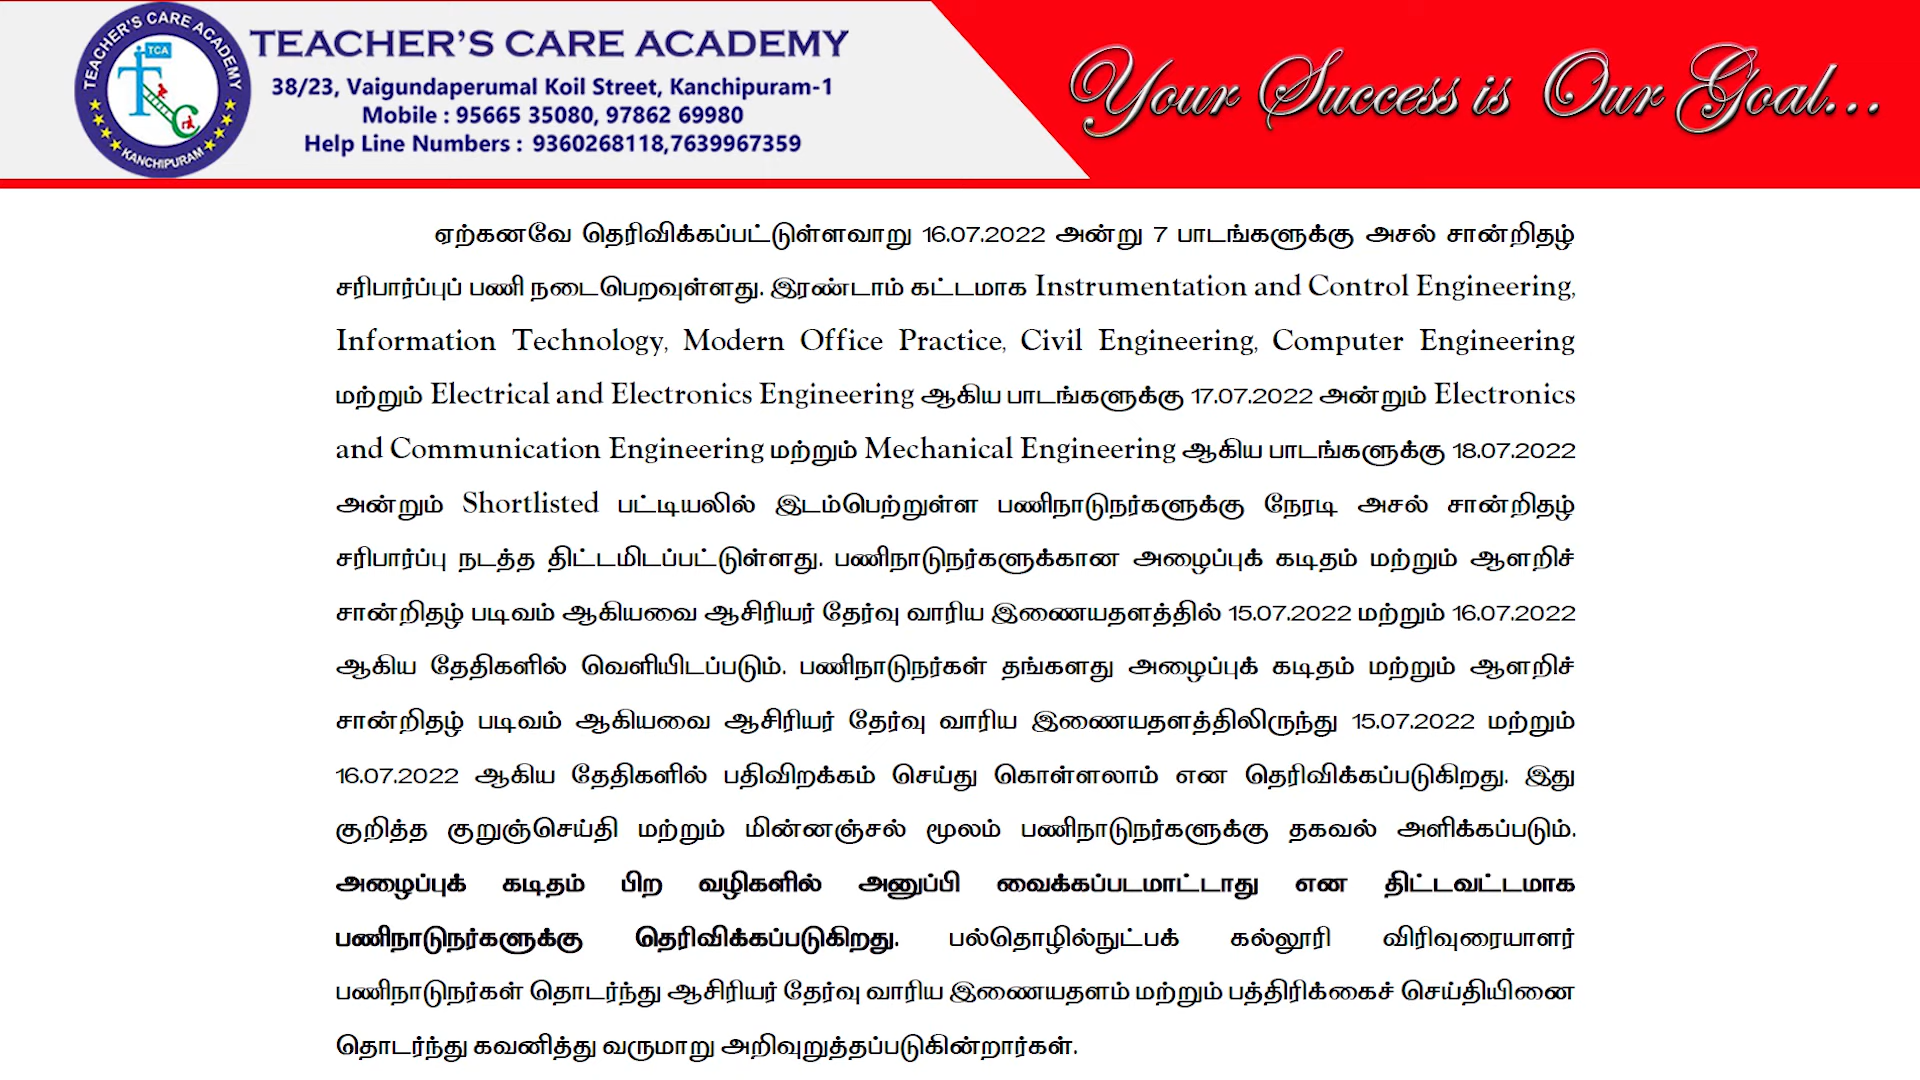 TEACHER'S CARE ACADEMY
TCA
KANCHIPURAM
TEACHER'S CARE ACADEMY
38/23, Vaigundaperumal Koil Street, Kanchipuram-1
Mobile : 95665 35080, 97862 69980
Help Line Numbers : 9360268118,7639967359
Your Success is Our Goal...
ஏற்கனவே தெரிவிக்கப்பட்டுள்ளவாறு 16.07.2022 அன்று 7 பாடங்களுக்கு அசல் சான்றிதழ்
சரிபார்ப்புப் பணி நடைபெறவுள்ளது. இரண்டாம் கட்டமாக Instrumentation and Control Engineering,
Information Technology, Modern Office Practice, Civil Engineering, Computer Engineering
மற்றும் Electrical and Electronics Engineering ஆகிய பாடங்களுக்கு 17.07.2022 அன்றும் Electronics
and Communication Engineering மற்றும் Mechanical Engineering ஆகிய பாடங்களுக்கு 18.07.2022
அன்றும் Shortlisted பட்டியலில் இடம்பெற்றுள்ள பணிநாடுநர்களுக்கு நேரடி அசல் சான்றிதழ்
சரிபார்ப்பு நடத்த திட்டமிடப்பட்டுள்ளது. பணிநாடுநர்களுக்கான அழைப்புக் கடிதம் மற்றும் ஆளறிச்
சான்றிதழ் படிவம் ஆகியவை ஆசிரியர் தேர்வு வாரிய இணையதளத்தில் 15.07.2022 மற்றும் 16.07.2022
ஆகிய தேதிகளில் வெளியிடப்படும். பணிநாடுநர்கள் தங்களது அழைப்புக் கடிதம் மற்றும் ஆளறிச்
சான்றிதழ் படிவம் ஆகியவை ஆசிரியர் தேர்வு வாரிய இணையதளத்திலிருந்து 15.07.2022 மற்றும்
16.07.2022 ஆகிய தேதிகளில் பதிவிறக்கம் செய்து கொள்ளலாம் என தெரிவிக்கப்படுகிறது. இது
குறித்த குறுஞ்செய்தி மற்றும் மின்னஞ்சல் மூலம் பணிநாடுநர்களுக்கு தகவல் அளிக்கப்படும்.
அழைப்புக் கடிதம் பிற வழிகளில் அனுப்பி வைக்கப்படமாட்டாது என திட்டவட்டமாக
பணிநாடுநர்களுக்கு தெரிவிக்கப்படுகிறது. பல்தொழில்நுட்பக் கல்லூரி விரிவுரையாளர்
பணிநாடுநர்கள் தொடர்ந்து ஆசிரியர் தேர்வு வாரிய இணையதளம் மற்றும் பத்திரிக்கைச் செய்தியினை
தொடர்ந்து கவனித்து வருமாறு அறிவுறுத்தப்படுகின்றார்கள்.